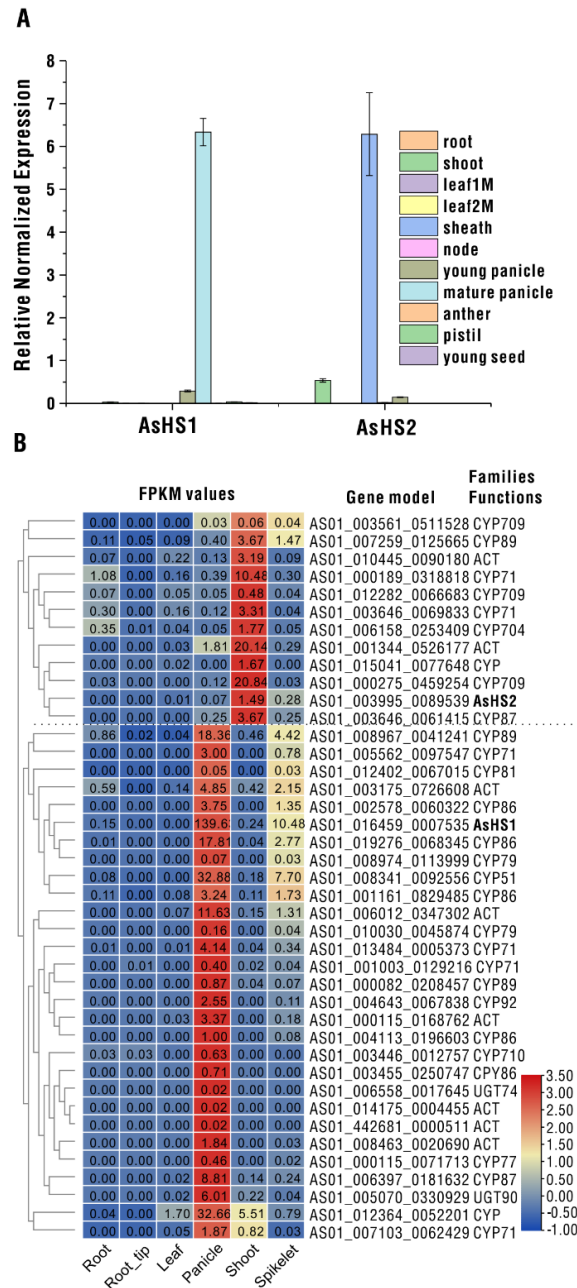 A
8
7
6
5
4
3
2
1
0
Relative Normalized Expression
AsHS1
AsHS2
root
shoot
leaf1M
leaf2M
sheath
node
young panicle
mature panicle
anther
pistil
young seed
B
FPKM values
Gene model
Families
Functions
0.00 0.00 0.00 0.03 0.06 0.04 AS01_003561_0511528 CYP709
0.11 0.05 0.09 0.40 3.67 1.47 AS01_007259_0125665 CYP89
0.07 0.00 0.22 0.13 3.19 0.09 AS01_010445_0090180 ACT
1.08 0.00 0.16 0.39 10.48 0.30 AS01_000189_0318818 CYP71
0.07 0.00 0.05 0.05 0.48 0.04 AS01_012282_0066683 CYP709
0.30 0.00 0.16 0.12 3.31 0.04 AS01_003646_0069833 CYP71
0.35 0.01 0.04 0.05 1.77 0.05 AS01_006158_0253409 CYP704
0.00 0.00 0.03 1.81 20.14 0.29 AS01_001344_0526177 ACT
0.00 0.00 0.02 0.00 1.67 0.00 AS01_015041_0077648 CYP
0.03 0.00 0.00 0.12 20.84 0.03 AS01_000275_0459254 CYP709
0.00 0.00 0.01 0.07 1.49 0.28 AS01_003995_0089539 AsHS2
0.00 0.00 0.00 0.25 3.67 0.25 AS01_003646_0061415 CYP87
0.86 0.02 0.04 18.36 0.46 4.42 AS01_008967_0041241 CYP89
0.00 0.00 0.00 3.00 0.00 0.78 AS01_005562_0097547 CYP71
0.00 0.00 0.00 0.05 0.00 0.03 AS01_012402_0067015 CYP81
0.59 0.00 0.14 4.85 0.42 2.15 AS01_003175_0726608 ACT
0.00 0.00 0.00 3.75 0.00 1.35 AS01_002578_0060322 CYP86
0.15 0.00 0.00 139.63 0.24 10.48 AS01_016459_0007535 AsHS1
0.01 0.00 0.00 17.81 0.04 2.77 AS01_019276_0068345 CYP86
0.00 0.00 0.00 0.07 0.00 0.03 AS01_008974_0113999 CYP79
0.08 0.00 0.00 32.88 0.18 7.70 AS01_008341_0092556 CYP51
0.11 0.00 0.08 3.24 0.11 1.73 AS01_001161_0829485 CYP86
0.00 0.00 0.07 11.63 0.15 1.31 AS01_006012_0347302 ACT
0.00 0.00 0.00 0.16 0.00 0.04 AS01_010030_0045874 CYP79
0.01 0.00 0.01 4.14 0.04 0.34 AS01_013484_0005373 CYP71
0.00 0.01 0.00 0.40 0.02 0.04 AS01_001003_0129216 CYP71
0.00 0.00 0.00 0.87 0.04 0.07 AS01_000082_0208457 CYP89
0.00 0.00 0.00 2.55 0.00 0.11 AS01_004643_0067838 CYP92
0.00 0.00 0.03 3.37 0.00 0.18 AS01_000115_0168762 ACT
0.00 0.00 0.00 1.00 0.00 0.08 AS01_004113_0196603 CYP86
0.03 0.03 0.00 0.63 0.00 0.00 AS01_003446_0012757 CYP710
0.00 0.00 0.00 0.71 0.00 0.00 AS01_003455_0250747 CPY86
0.00 0.00 0.00 0.02 0.00 0.00 AS01_006558_0017645 UGT74
0.00 0.00 0.00 0.02 0.00 0.00 AS01_014175_0004455 ACT
0.00 0.00 0.00 0.02 0.00 0.00 AS01_442681_0000511 ACT
0.00 0.00 0.00 1.84 0.00 0.03 AS01_008463_0020690 ACT
0.00 0.00 0.00 0.46 0.00 0.02 AS01_000115_0071713 CYP77
0.00 0.00 0.02 8.81 0.14 0.24 AS01_006397_0181632 CYP87
0.00 0.00 0.02 6.01 0.22 0.04 AS01_005070_0330929 UGT90
0.04 0.00 1.70 32.66 5.51 0.79 AS01_012364_0052201 CYP
0.00 0.00 0.05 1.87 0.82 0.03 AS01_007103_0062429 CYP71
Root
Root_tip
Leaf
Panicle
Shoot
Spikelet
3.50
3.00
2.50
2.00
1.50
1.00
0.50
0.00
-0.50
-1.00